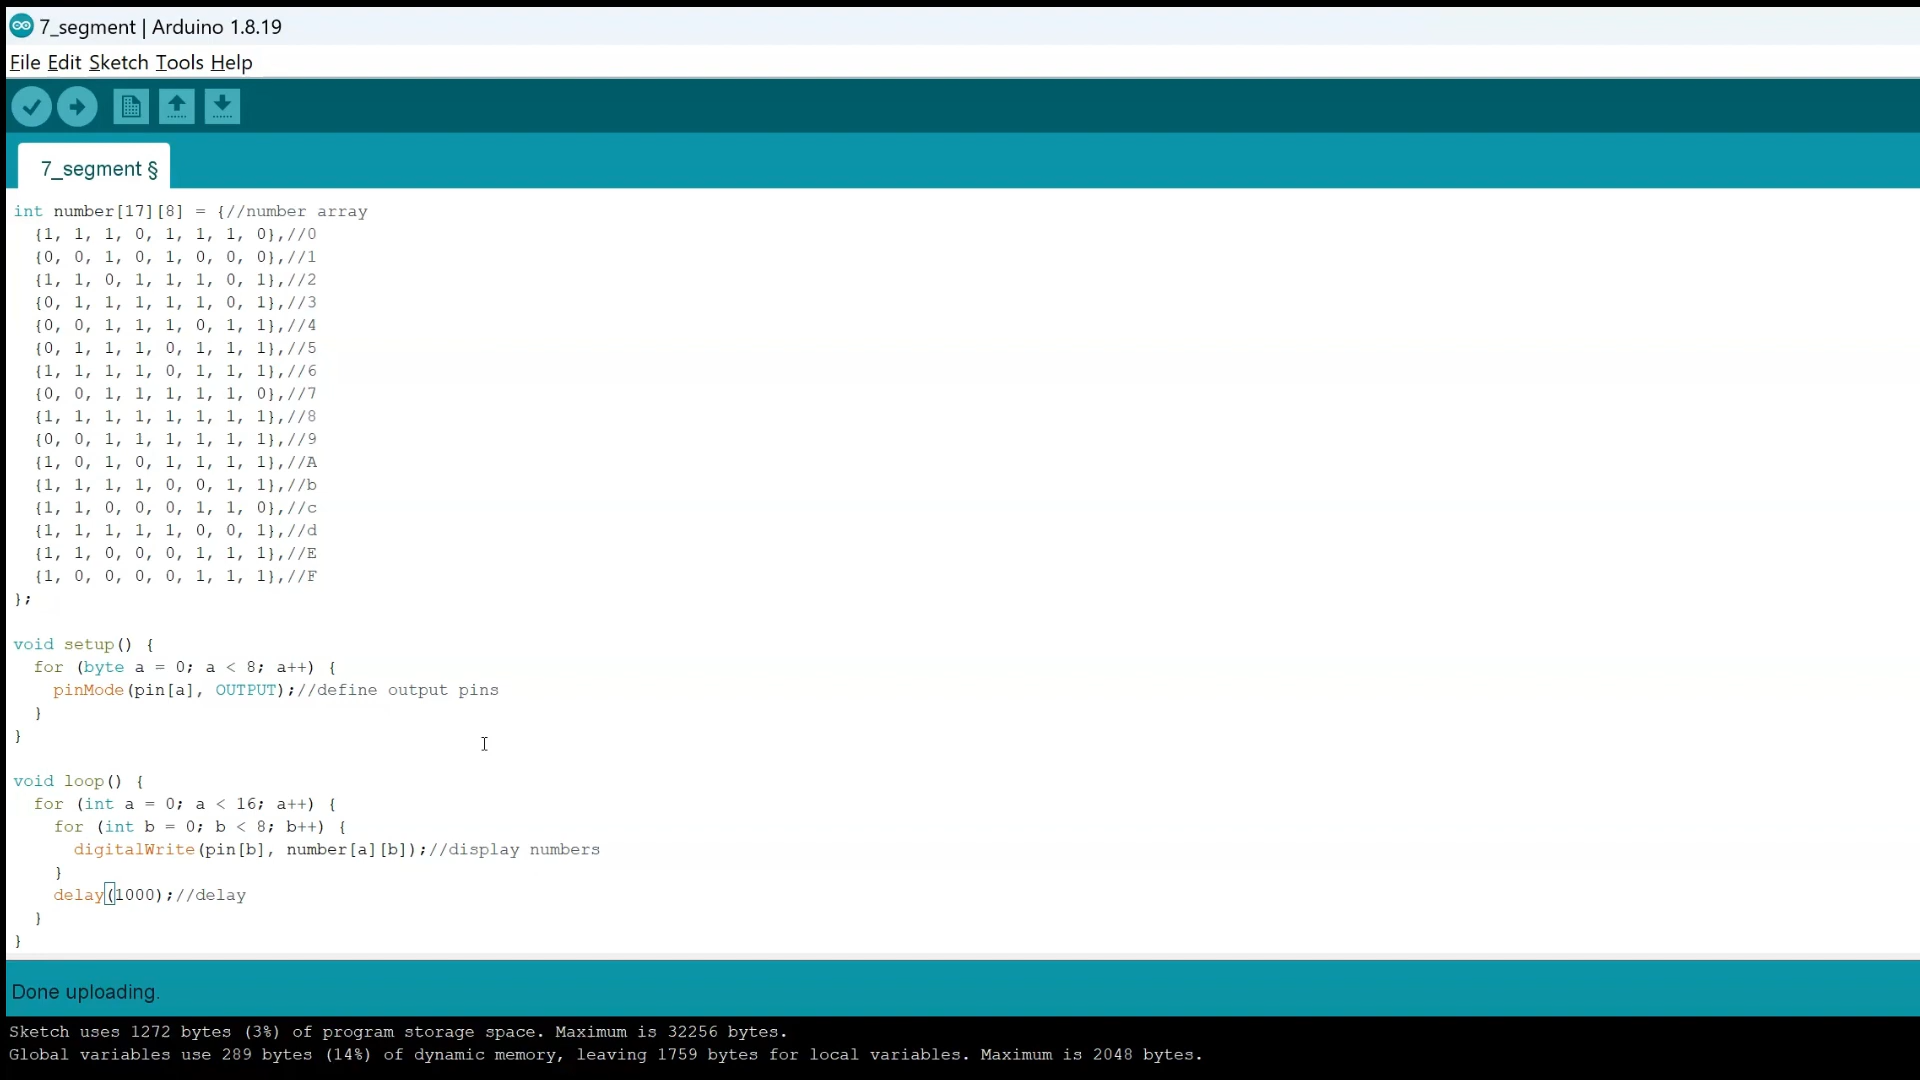 7_segment | Arduino 1.8.19
File Edit Sketch Tools Help
7_segment §
int number[17][8] = {//number array
  {1, 1, 1, 0, 1, 1, 1, 0},//0
  {0, 0, 1, 0, 1, 0, 0, 0},//1
  {1, 1, 0, 1, 1, 1, 0, 1},//2
  {0, 1, 1, 1, 1, 1, 0, 1},//3
  {0, 0, 1, 1, 1, 0, 1, 1},//4
  {0, 1, 1, 1, 0, 1, 1, 1},//5
  {1, 1, 1, 1, 0, 1, 1, 1},//6
  {0, 0, 1, 1, 1, 1, 1, 0},//7
  {1, 1, 1, 1, 1, 1, 1, 1},//8
  {0, 0, 1, 1, 1, 1, 1, 1},//9
  {1, 0, 1, 0, 1, 1, 1, 1},//A
  {1, 1, 1, 1, 0, 0, 1, 1},//b
  {1, 1, 0, 0, 0, 1, 1, 0},//c
  {1, 1, 1, 1, 1, 0, 0, 1},//d
  {1, 1, 0, 0, 0, 1, 1, 1},//E
  {1, 0, 0, 0, 0, 1, 1, 1},//F
};
void setup() {
  for (byte a = 0; a < 8; a++) {
    pinMode(pin[a], OUTPUT);//define output pins
  }
}
void loop() {
  for (int a = 0; a < 16; a++) {
    for (int b = 0; b < 8; b++) {
      digitalWrite(pin[b], number[a][b]);//display numbers
    }
    delay(1000);//delay
  }
}
Done uploading.
Sketch uses 1272 bytes (3%) of program storage space. Maximum is 32256 bytes.
Global variables use 289 bytes (14%) of dynamic memory, leaving 1759 bytes for local variables. Maximum is 2048 bytes.